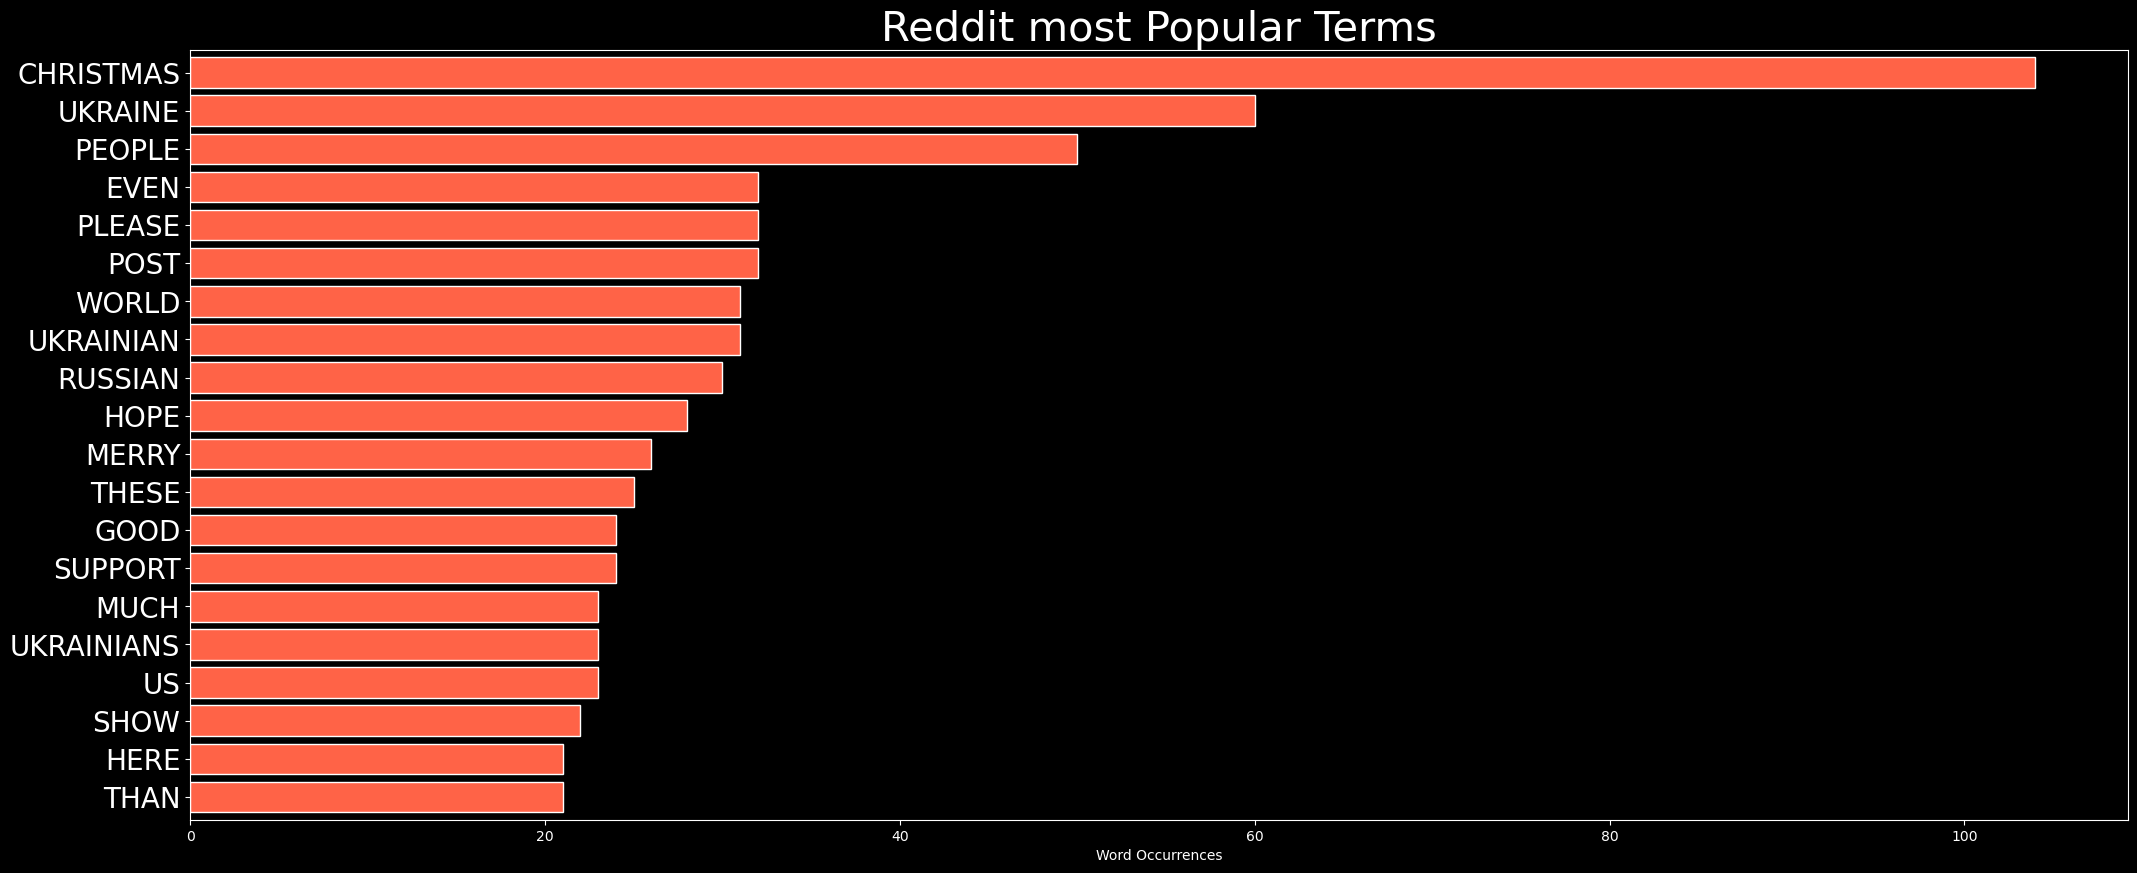 Reddit most Popular Terms
CHRISTMAS
UKRAINE
PEOPLE
EVEN
PLEASE
POST
WORLD
UKRAINIAN
RUSSIAN
HOPE
MERRY
THESE
GOOD
SUPPORT
MUCH
UKRAINIANS
US
SHOW
HERE
THAN
0 20 40 60 80 100
Word Occurrences